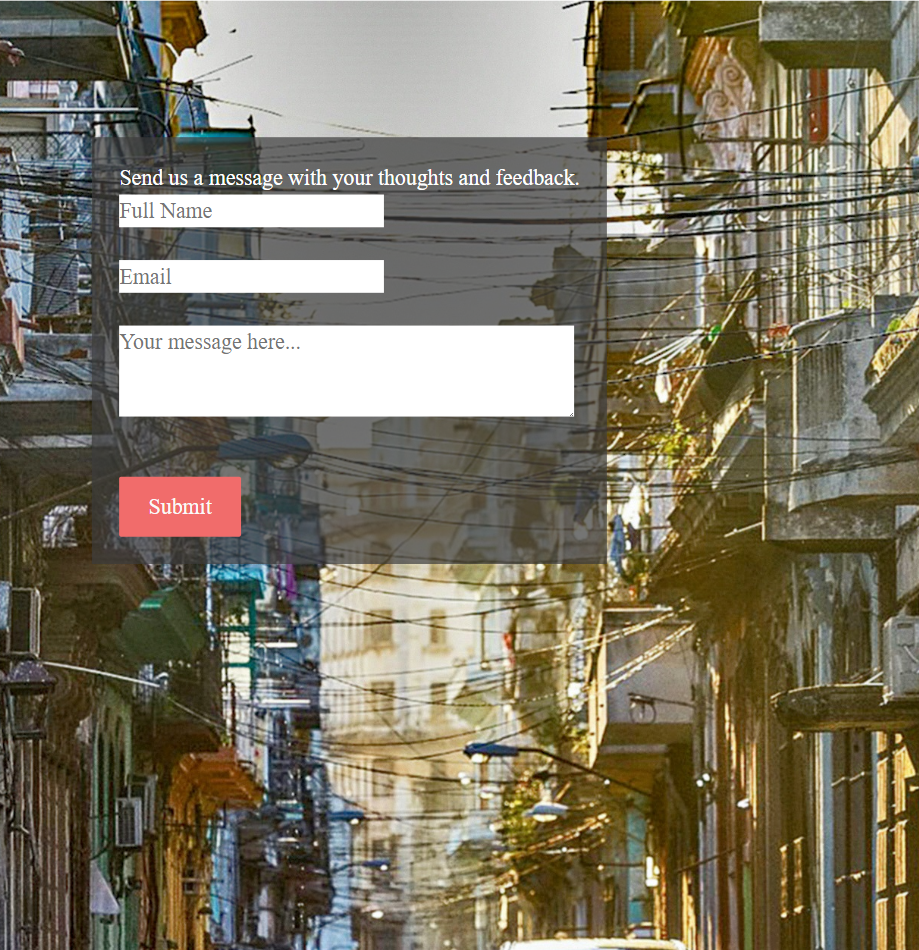 Send us a message with your thoughts and feedback.
Full Name
Email
Your message here...
Submit